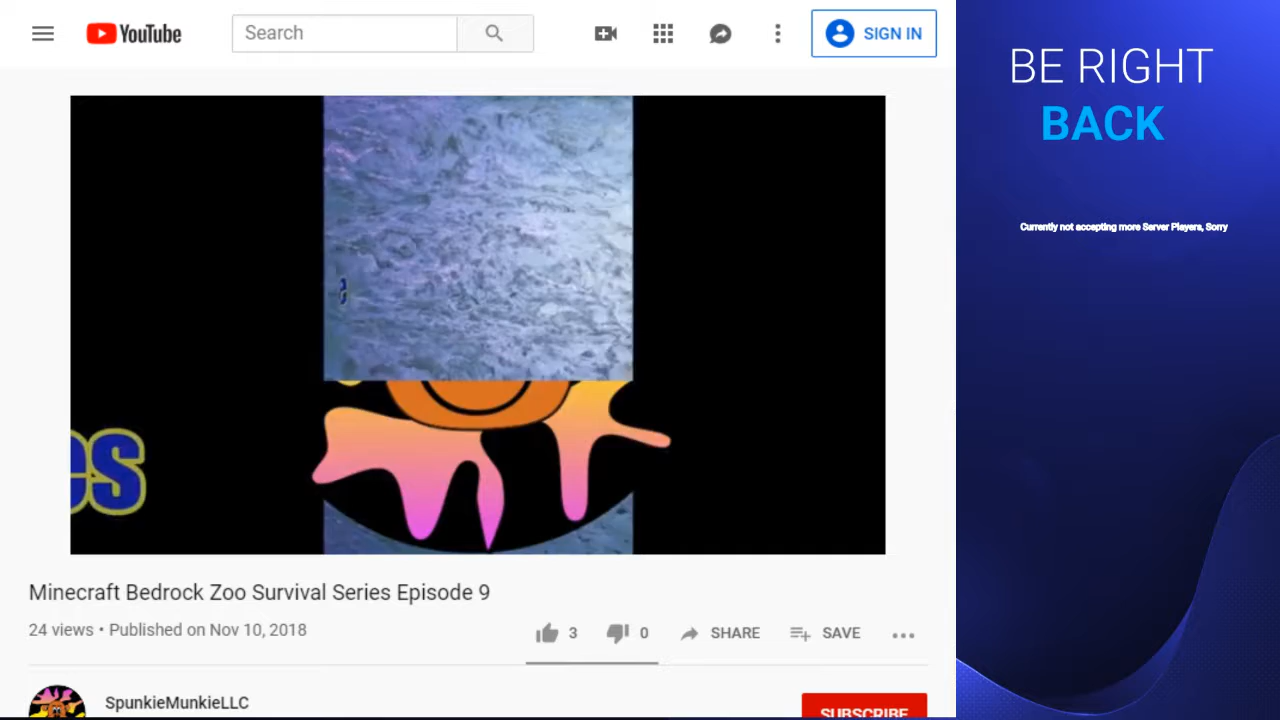 YouTube
Search
SIGN IN
BE RIGHT
BACK
Currently not accepting more Server Players, Sorry
es
Minecraft Bedrock Zoo Survival Series Episode 9
24 views • Published on Nov 10, 2018
3
0
SHARE
SAVE
SpunkieMunkieLLC
SUBSCRIBE